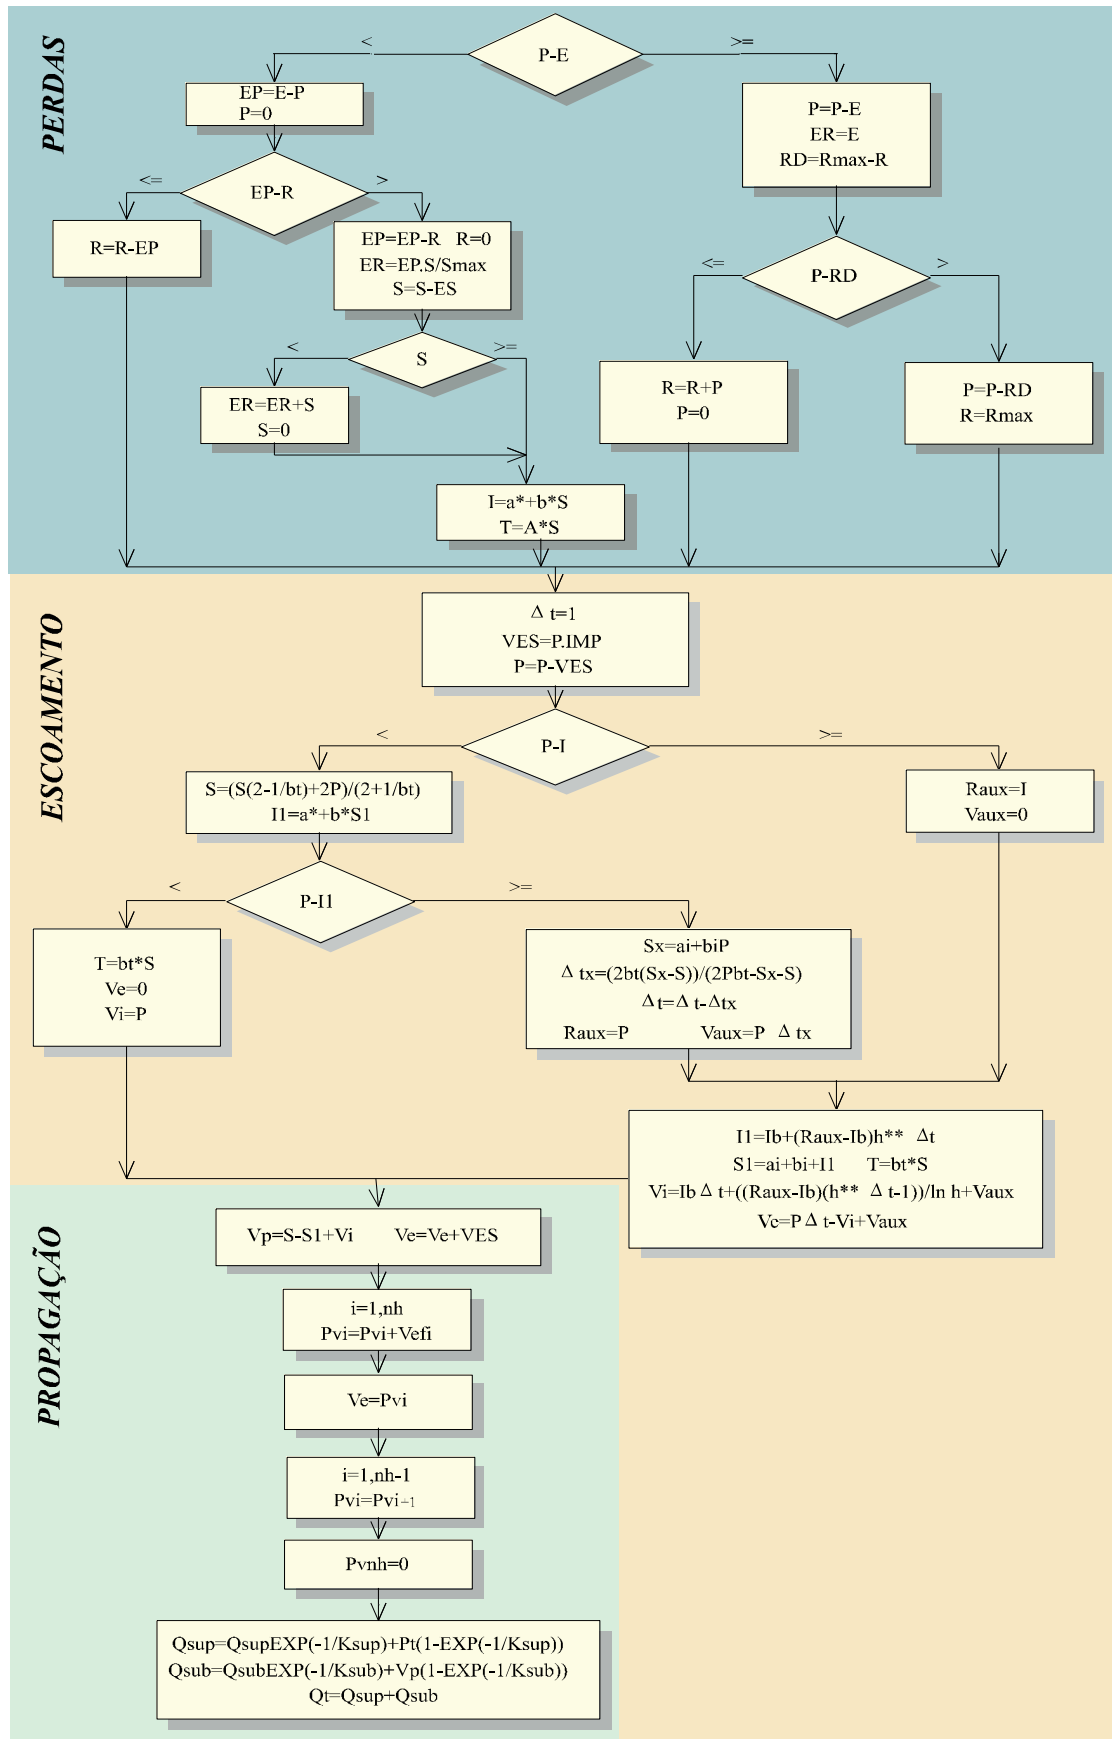 PERDAS
P-E
<
>=
EP=E-P
P=0
P=P-E
ER=E
RD=Rmax-R
EP-R
<=
>
R=R-EP
EP=EP-R R=0
ER=EP.S/Smax
S=S-ES
P-RD
<=
>
S
<
>=
ER=ER+S
S=0
R=R+P
P=0
P=P-RD
R=Rmax
I=a*+b*S
T=A*S
ESCOAMENTO
Δ t=1
VES=P.IMP
P=P-VES
P-I
<
>=
S=(S(2-1/bt)+2P)/(2+1/bt)
I1=a*+b*S1
Raux=I
Vaux=0
P-I1
<
>=
T=bt*S
Ve=0
Vi=P
Sx=ai+biP
Δ tx=(2bt(Sx-S))/(2Pbt-Sx-S)
Δt=Δ t-Δtx
Raux=P Vaux=P Δ tx
I1=Ib+(Raux-Ib)h** Δt
S1=ai+bi+I1 T=bt*S
Vi=Ib Δ t+((Raux-Ib)(h** Δ t-1))/ln h+Vaux
Ve=P Δ t-Vi+Vaux
PROPAGAÇÃO
Vp=S-S1+Vi Ve=Ve+VES
i=1,nh
Pvi=Pvi+Vefi
Ve=Pvi
i=1,nh-1
Pvi=Pvi+1
Pvnh=0
Qsup=QsupEXP(-1/Ksup)+Pt(1-EXP(-1/Ksup))
Qsub=QsubEXP(-1/Ksub)+Vp(1-EXP(-1/Ksub))
Qt=Qsup+Qsub